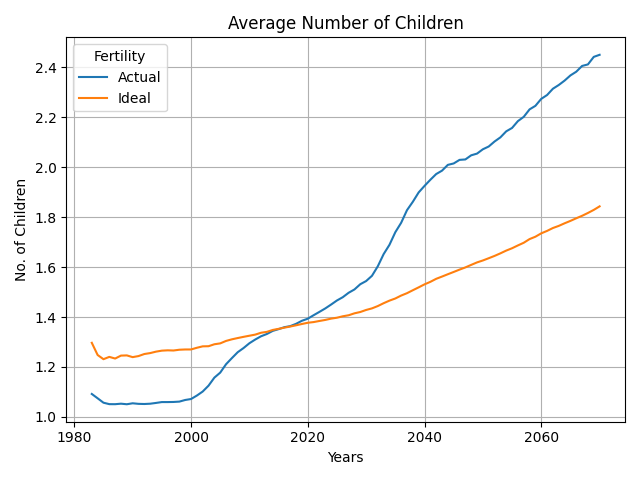 Average Number of Children
Fertility
Actual
Ideal
No. of Children
2.4
2.2
2.0
1.8
1.6
1.4
1.2
1.0
1980
2000
2020
2040
2060
Years